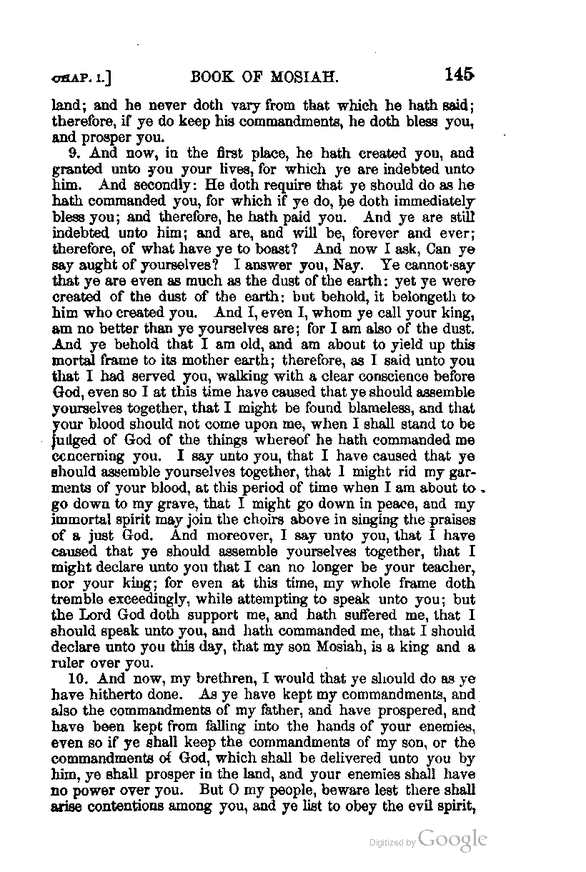 CHAP. I.] BOOK OF MOSIAH. 145
land; and he never doth vary from that which he hath said;
therefore, if ye do keep his commandments, he doth bless you,
and prosper you.
9. And now, in the first place, he hath created you, and
granted unto you your lives, for which ye are indebted unto
him. And secondly: He doth require that ye should do as he
hath commanded you, for which if ye do, he doth immediately
bless you; and therefore, he hath paid you. And ye are still
indebted unto him; and are, and will be, forever and ever;
therefore, of what have ye to boast? And now I ask, Can ye
say aught of yourselves? I answer you, Nay. Ye cannot say
that ye are even as much as the dust of the earth: yet ye were
created of the dust of the earth: but behold, it belongeth to
him who created you. And I, even I, whom ye call your king,
am no better than ye yourselves are; for I am also of the dust.
And ye behold that I am old, and am about to yield up this
mortal frame to its mother earth; therefore, as I said unto you
that I had served you, walking with a clear conscience before
God, even so I at this time have caused that ye should assemble
yourselves together, that I might be found blameless, and that
your blood should not come upon me, when I shall stand to be
judged of God of the things whereof he hath commanded me
concerning you. I say unto you, that I have caused that ye
should assemble yourselves together, that I might rid my gar-
ments of your blood, at this period of time when I am about to
go down to my grave, that I might go down in peace, and my
immortal spirit may join the choirs above in singing the praises
of a just God. And moreover, I say unto you, that I have
caused that ye should assemble yourselves together, that I
might declare unto you that I can no longer be your teacher,
nor your king; for even at this time, my whole frame doth
tremble exceedingly, while attempting to speak unto you; but
the Lord God doth support me, and hath suffered me, that I
should speak unto you, and hath commanded me, that I should
declare unto you this day, that my son Mosiah, is a king and a
ruler over you.
10. And now, my brethren, I would that ye should do as ye
have hitherto done. As ye have kept my commandments, and
also the commandments of my father, and have prospered, and
have been kept from falling into the hands of your enemies,
even so if ye shall keep the commandments of my son, or the
commandments of God, which shall be delivered unto you by
him, ye shall prosper in the land, and your enemies shall have
no power over you. But O my people, beware lest there shall
arise contentions among you, and ye list to obey the evil spirit,
Digitized by Google